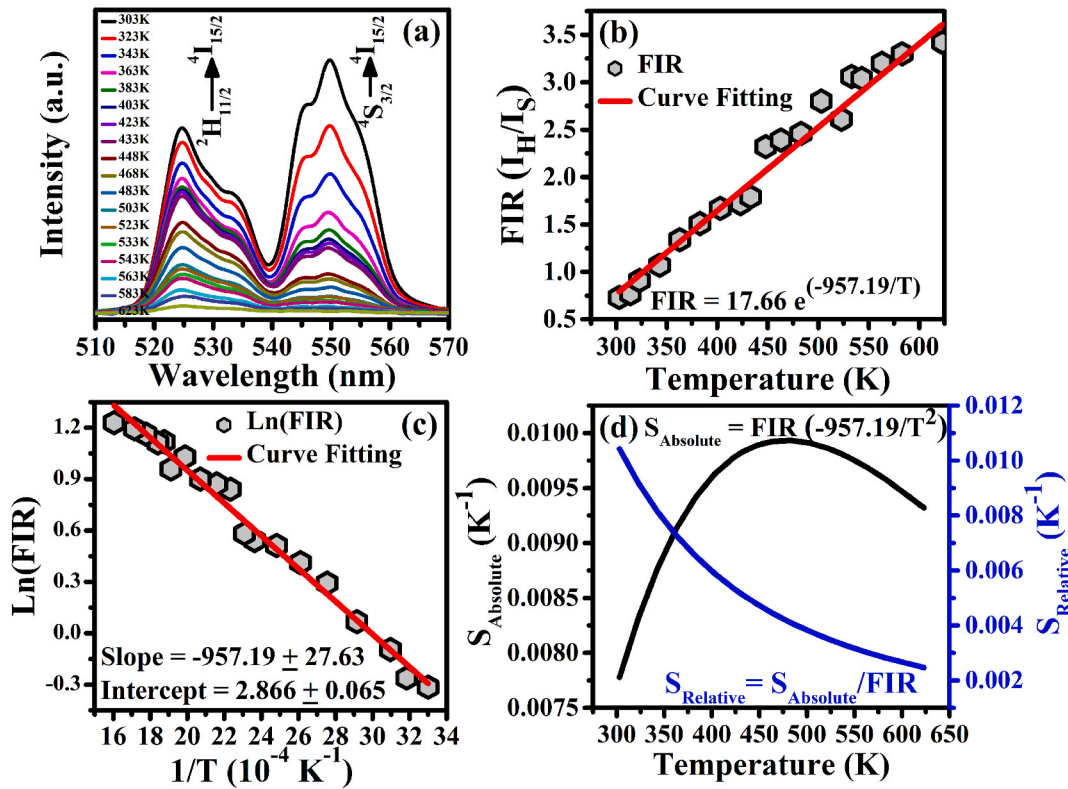 (a)
303K
323K
343K
363K
383K
403K
423K
433K
448K
468K
483K
503K
523K
533K
543K
563K
583K
623K
²H₁₁/₂ → ⁴I₁₅/₂
⁴S₃/₂ → ⁴I₁₅/₂
Intensity (a.u.)
510 520 530 540 550 560 570
Wavelength (nm)
(b)
FIR
Curve Fitting
FIR = 17.66 e^(-957.19/T)
FIR (I_H/I_S)
3.5
3.0
2.5
2.0
1.5
1.0
0.5
300 350 400 450 500 550 600
Temperature (K)
(c)
Ln(FIR)
Curve Fitting
Slope = -957.19 ± 27.63
Intercept = 2.866 ± 0.065
Ln(FIR)
1.2
0.9
0.6
0.3
0.0
-0.3
16 18 20 22 24 26 28 30 32 34
1/T (10⁻⁴ K⁻¹)
(d)
S_Absolute = FIR (-957.19/T²)
S_Relative = S_Absolute/FIR
S_Absolute (K⁻¹)
0.0100
0.0095
0.0090
0.0085
0.0080
0.0075
S_Relative (K⁻¹)
0.012
0.010
0.008
0.006
0.004
0.002
300 350 400 450 500 550 600 650
Temperature (K)